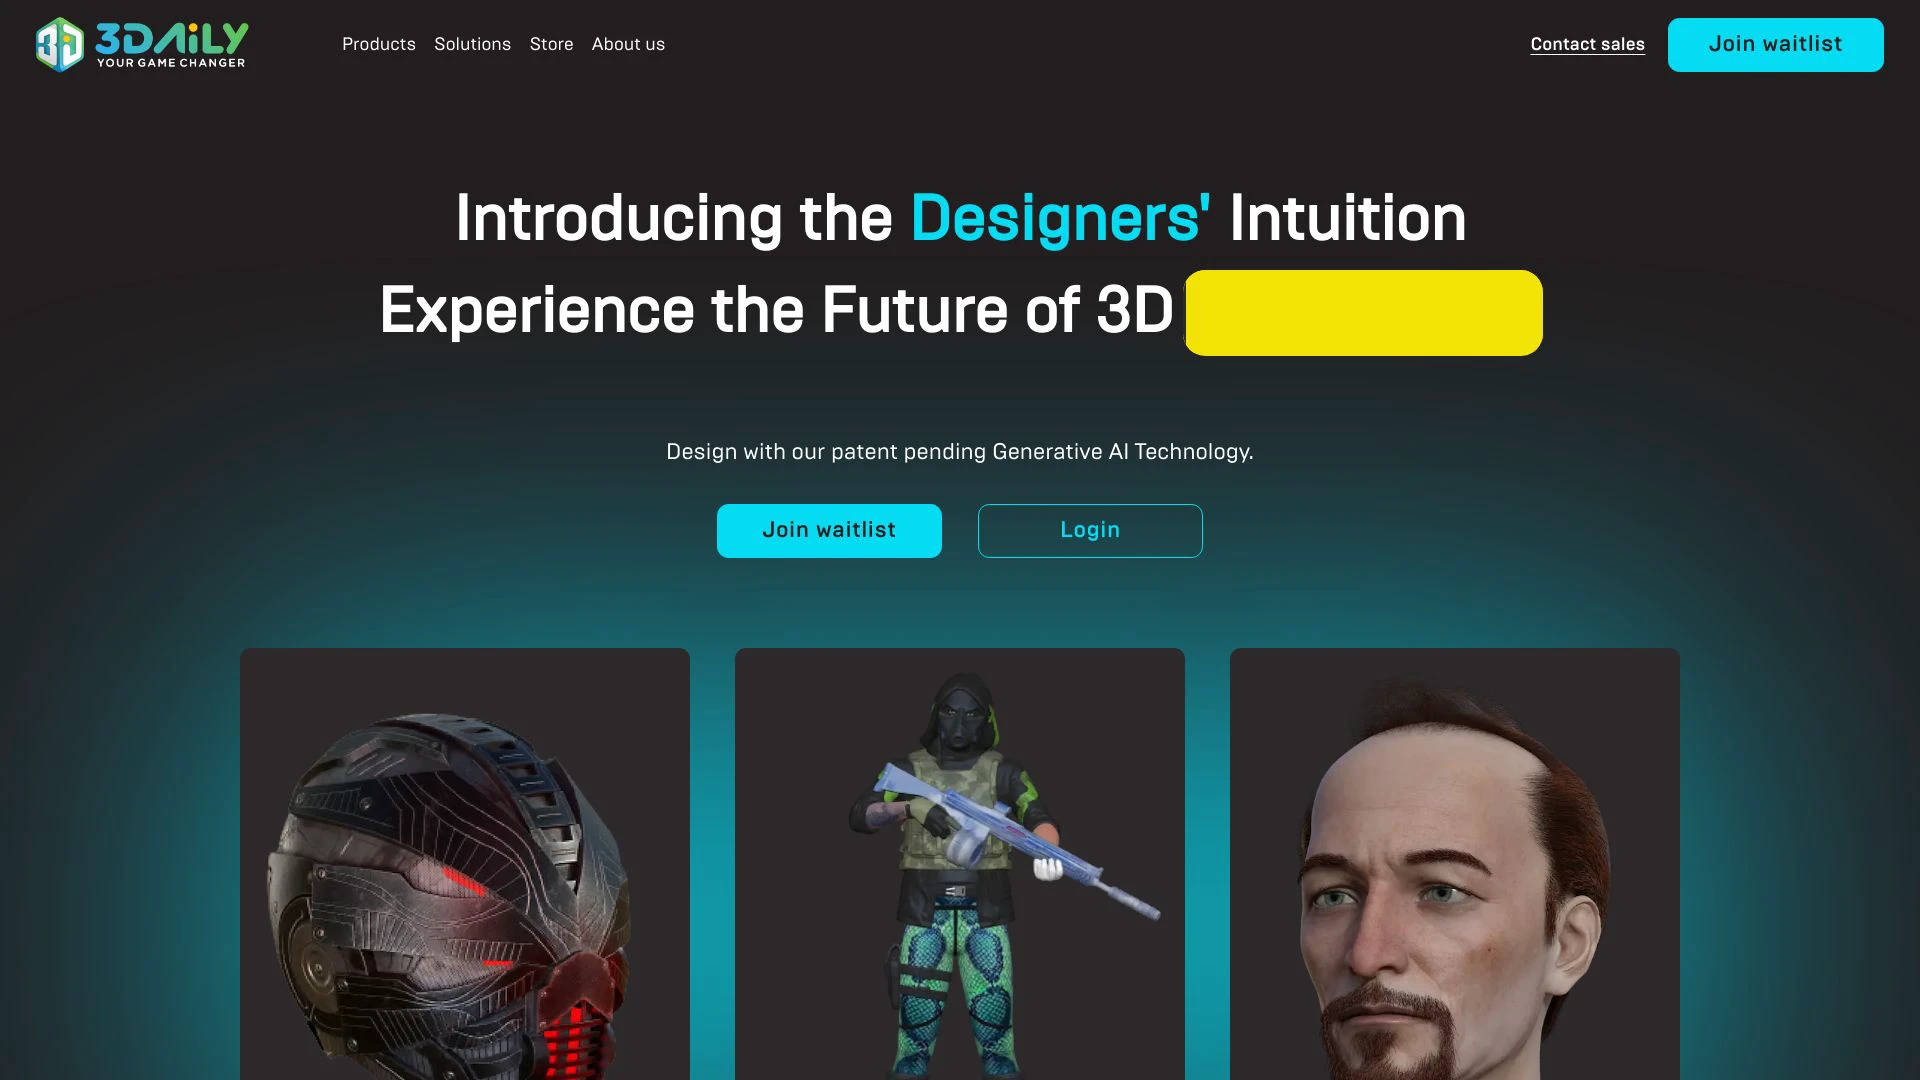 3DAiLY
YOUR GAME CHANGER
Products
Solutions
Store
About us
Contact sales
Join waitlist
Introducing the Designers' Intuition
Experience the Future of 3D
Design with our patent pending Generative AI Technology.
Join waitlist
Login